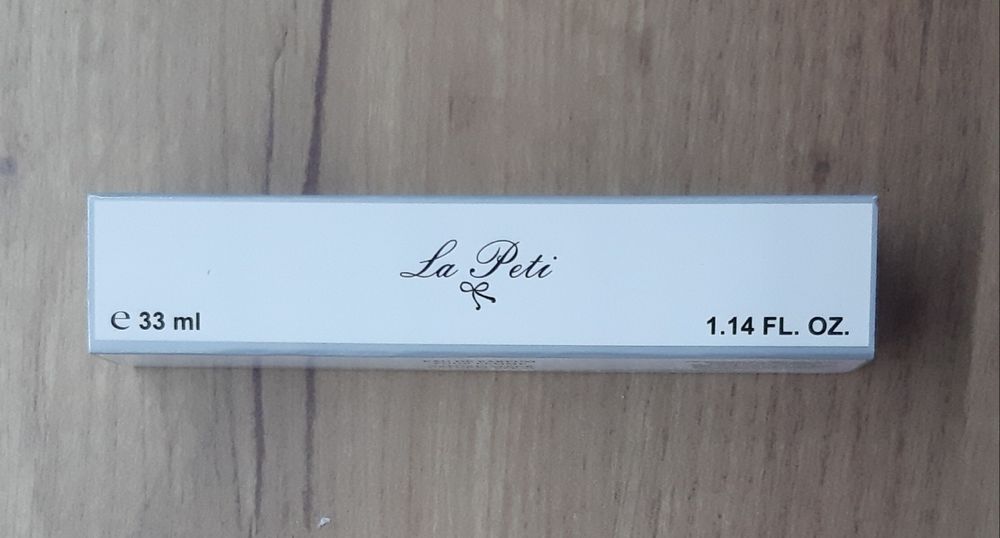 La Peti
℮ 33 ml
1.14 FL. OZ.